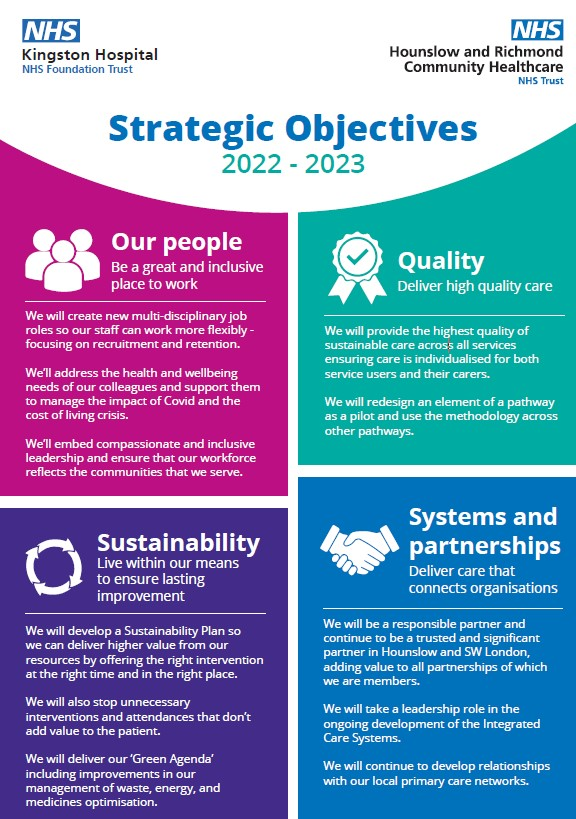 NHS
Kingston Hospital
NHS Foundation Trust
NHS
Hounslow and Richmond
Community Healthcare
NHS Trust
Strategic Objectives
2022 - 2023
Our people
Be a great and inclusive
place to work
We will create new multi-disciplinary job
roles so our staff can work more flexibly -
focusing on recruitment and retention.
We'll address the health and wellbeing
needs of our colleagues and support them
to manage the impact of Covid and the
cost of living crisis.
We'll embed compassionate and inclusive
leadership and ensure that our workforce
reflects the communities that we serve.
Quality
Deliver high quality care
We will provide the highest quality of
sustainable care across all services
ensuring care is individualised for both
service users and their carers.
We will redesign an element of a pathway
as a pilot and use the methodology across
other pathways.
Sustainability
Live within our means
to ensure lasting
improvement
We will develop a Sustainability Plan so
we can deliver higher value from our
resources by offering the right intervention
at the right time and in the right place.
We will also stop unnecessary
interventions and attendances that don't
add value to the patient.
We will deliver our 'Green Agenda'
including improvements in our
management of waste, energy, and
medicines optimisation.
Systems and
partnerships
Deliver care that
connects organisations
We will be a responsible partner and
continue to be a trusted and significant
partner in Hounslow and SW London,
adding value to all partnerships of which
we are members.
We will take a leadership role in the
ongoing development of the Integrated
Care Systems.
We will continue to develop relationships
with our local primary care networks.